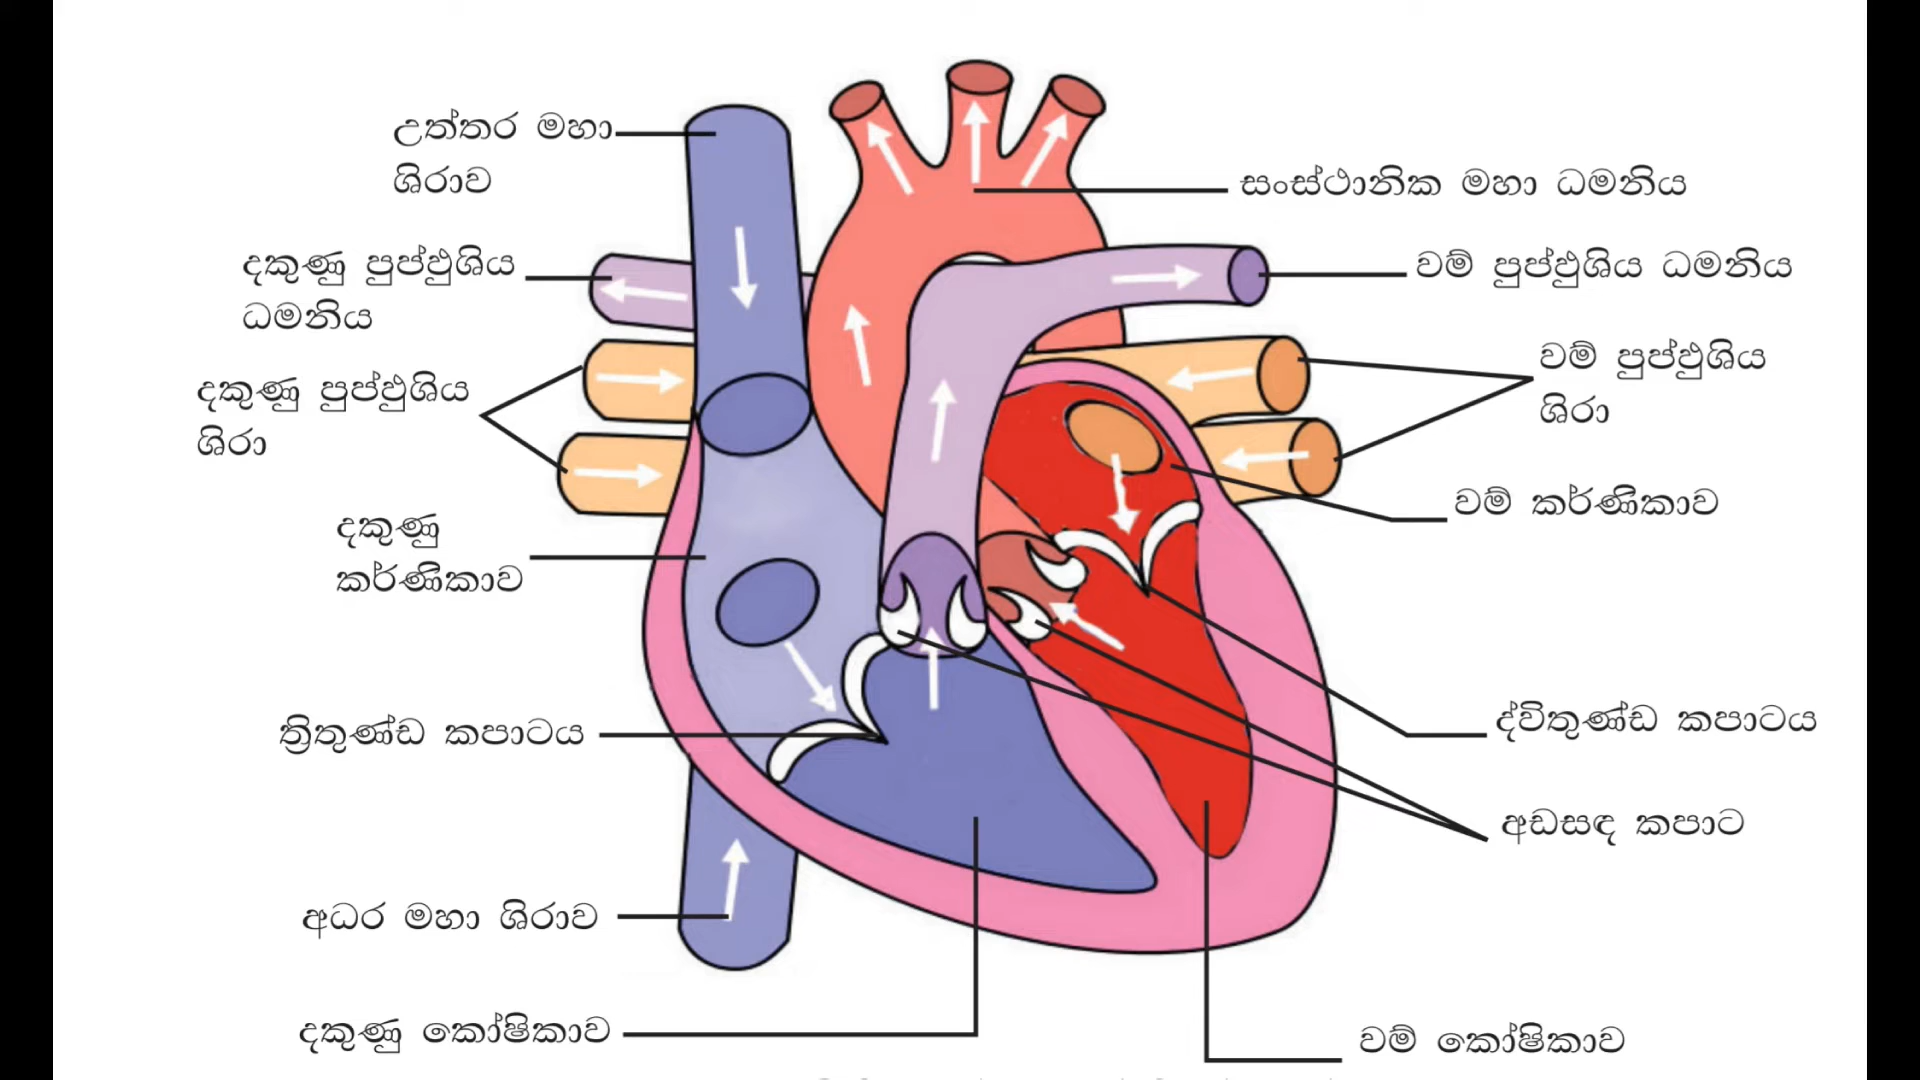 උත්තර මහා
ශිරාව
සංස්ථානික මහා ධමනිය
දකුණු පුප්ඵුශිය
ධමනිය
වම් පුප්ඵුශිය ධමනිය
දකුණු පුප්ඵුශිය
ශිරා
වම් පුප්ඵුශිය
ශිරා
දකුණු
කර්ණිකාව
වම් කර්ණිකාව
ත්‍රිතුණ්ඩ කපාටය
ද්විතුණ්ඩ කපාටය
අඩසඳ කපාට
අධර මහා ශිරාව
දකුණු කෝෂිකාව
වම් කෝෂිකාව